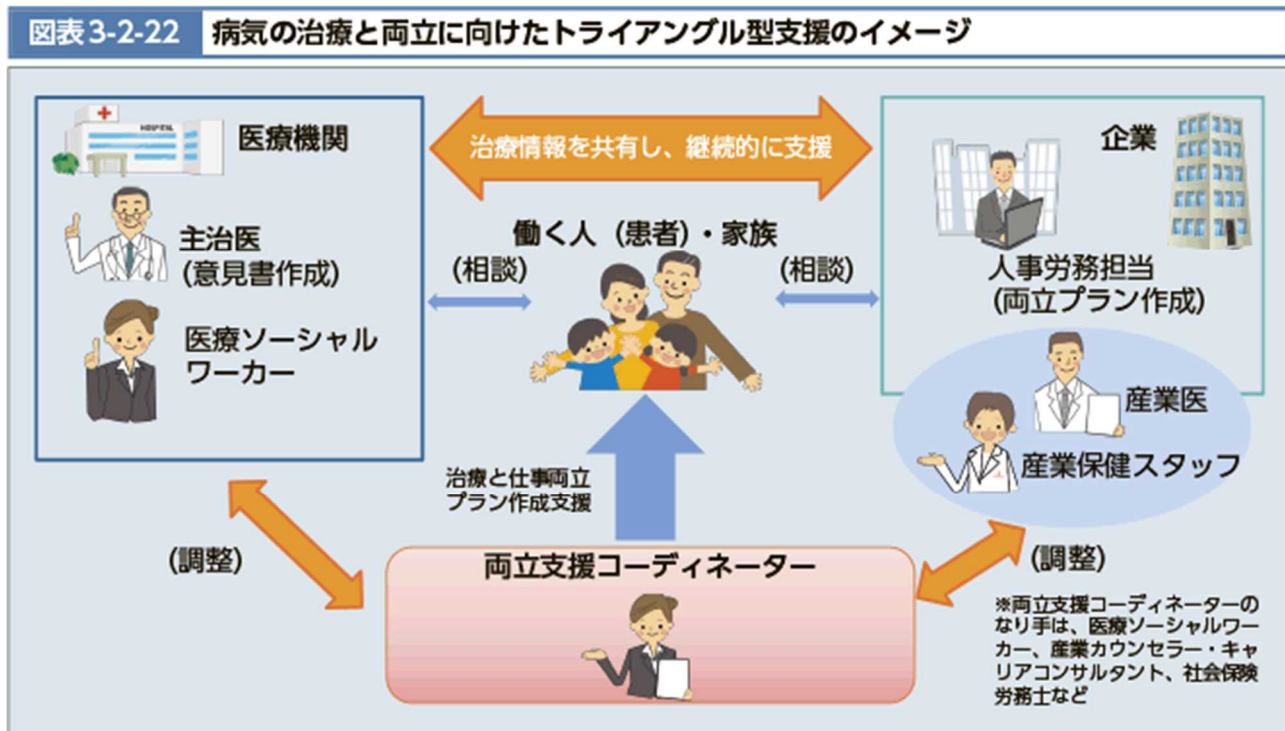 図表3-2-22 病気の治療と両立に向けたトライアングル型支援のイメージ
HOSPITAL
医療機関
主治医
(意見書作成)
医療ソーシャル
ワーカー
治療情報を共有し、継続的に支援
働く人（患者）・家族
(相談)
(相談)
企業
人事労務担当
(両立プラン作成)
産業医
産業保健スタッフ
治療と仕事両立
プラン作成支援
(調整)
両立支援コーディネーター
(調整)
※両立支援コーディネーターの
なり手は、医療ソーシャルワー
カー、産業カウンセラー・キャ
リアコンサルタント、社会保険
労務士など